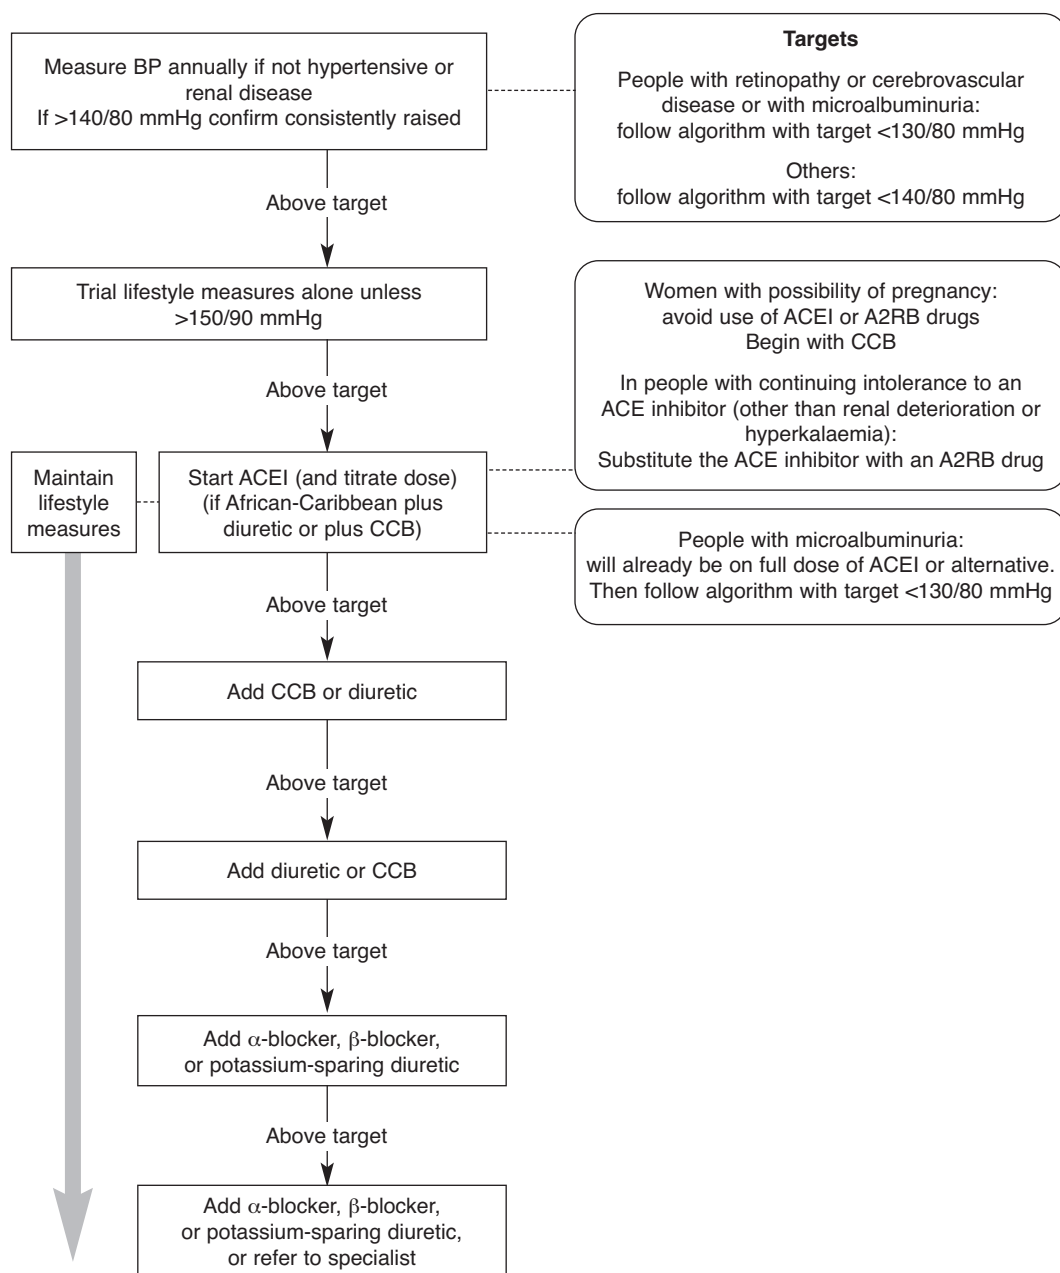 Measure BP annually if not hypertensive or
renal disease
If >140/80 mmHg confirm consistently raised
Targets
People with retinopathy or cerebrovascular
disease or with microalbuminuria:
follow algorithm with target <130/80 mmHg
Others:
follow algorithm with target <140/80 mmHg
Above target
Trial lifestyle measures alone unless
>150/90 mmHg
Women with possibility of pregnancy:
avoid use of ACEI or A2RB drugs
Begin with CCB
In people with continuing intolerance to an
ACE inhibitor (other than renal deterioration or
hyperkalaemia):
Substitute the ACE inhibitor with an A2RB drug
Above target
Maintain
lifestyle
measures
Start ACEI (and titrate dose)
(if African-Caribbean plus
diuretic or plus CCB)
People with microalbuminuria:
will already be on full dose of ACEI or alternative.
Then follow algorithm with target <130/80 mmHg
Above target
Add CCB or diuretic
Above target
Add diuretic or CCB
Above target
Add α-blocker, β-blocker,
or potassium-sparing diuretic
Above target
Add α-blocker, β-blocker,
or potassium-sparing diuretic,
or refer to specialist